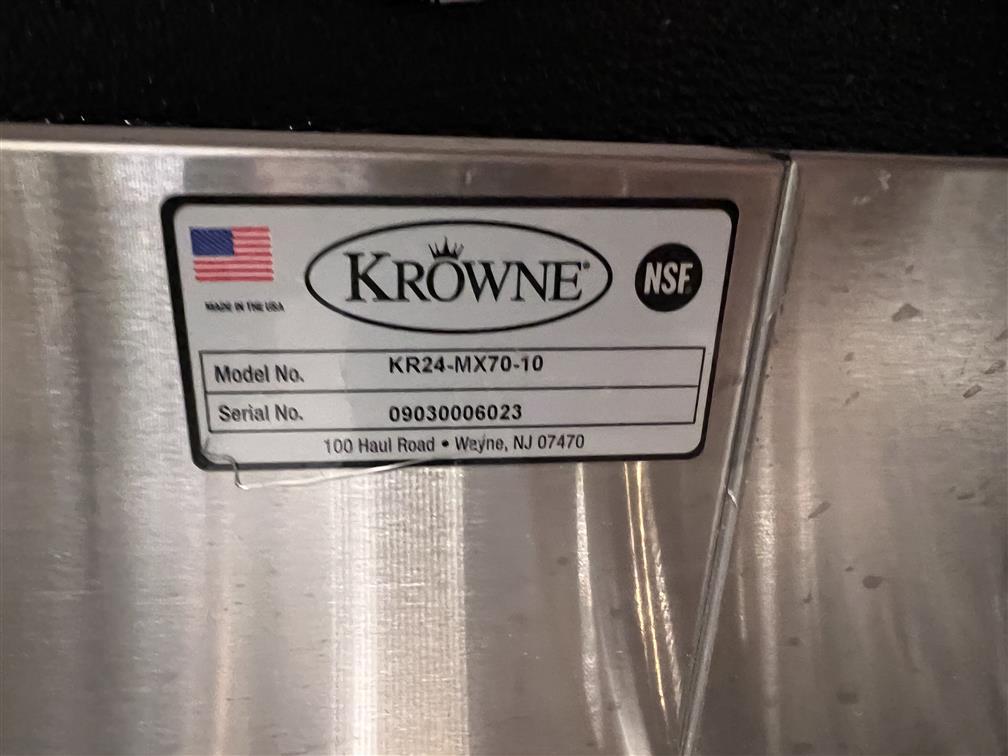 KROWNE
NSF
MADE IN THE USA
Model No. KR24-MX70-10
Serial No. 09030006023
100 Haul Road • Wayne, NJ 07470